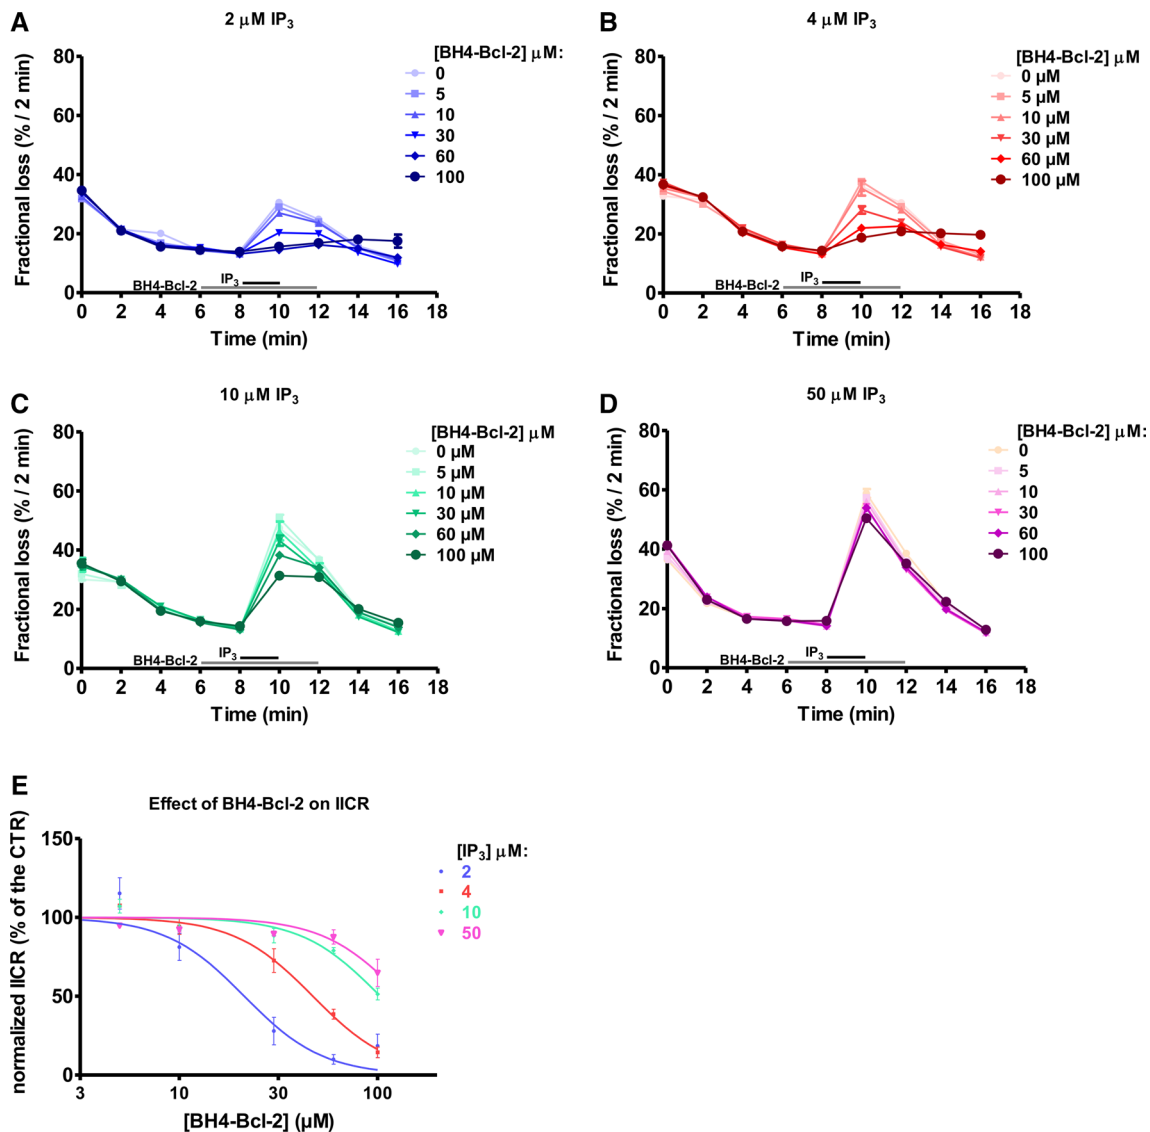 A
2 μM IP3
Fractional loss (% / 2 min)
80
60
40
20
0
[BH4-Bcl-2] μM:
0
5
10
30
60
100
IP3
BH4-Bcl-2
0 2 4 6 8 10 12 14 16 18
Time (min)
B
4 μM IP3
Fractional loss (% / 2 min)
80
60
40
20
0
[BH4-Bcl-2] μM
0 μM
5 μM
10 μM
30 μM
60 μM
100 μM
IP3
BH4-Bcl-2
0 2 4 6 8 10 12 14 16 18
Time (min)
C
10 μM IP3
Fractional loss (% / 2 min)
80
60
40
20
0
[BH4-Bcl-2] μM
0 μM
5 μM
10 μM
30 μM
60 μM
100 μM
IP3
BH4-Bcl-2
0 2 4 6 8 10 12 14 16 18
Time (min)
D
50 μM IP3
Fractional loss (% / 2 min)
80
60
40
20
0
[BH4-Bcl-2] μM:
0
5
10
30
60
100
IP3
BH4-Bcl-2
0 2 4 6 8 10 12 14 16 18
Time (min)
E
Effect of BH4-Bcl-2 on IICR
normalized IICR (% of the CTR)
150
100
50
0
[IP3] μM:
2
4
10
50
3 10 30 100
[BH4-Bcl-2] (μM)